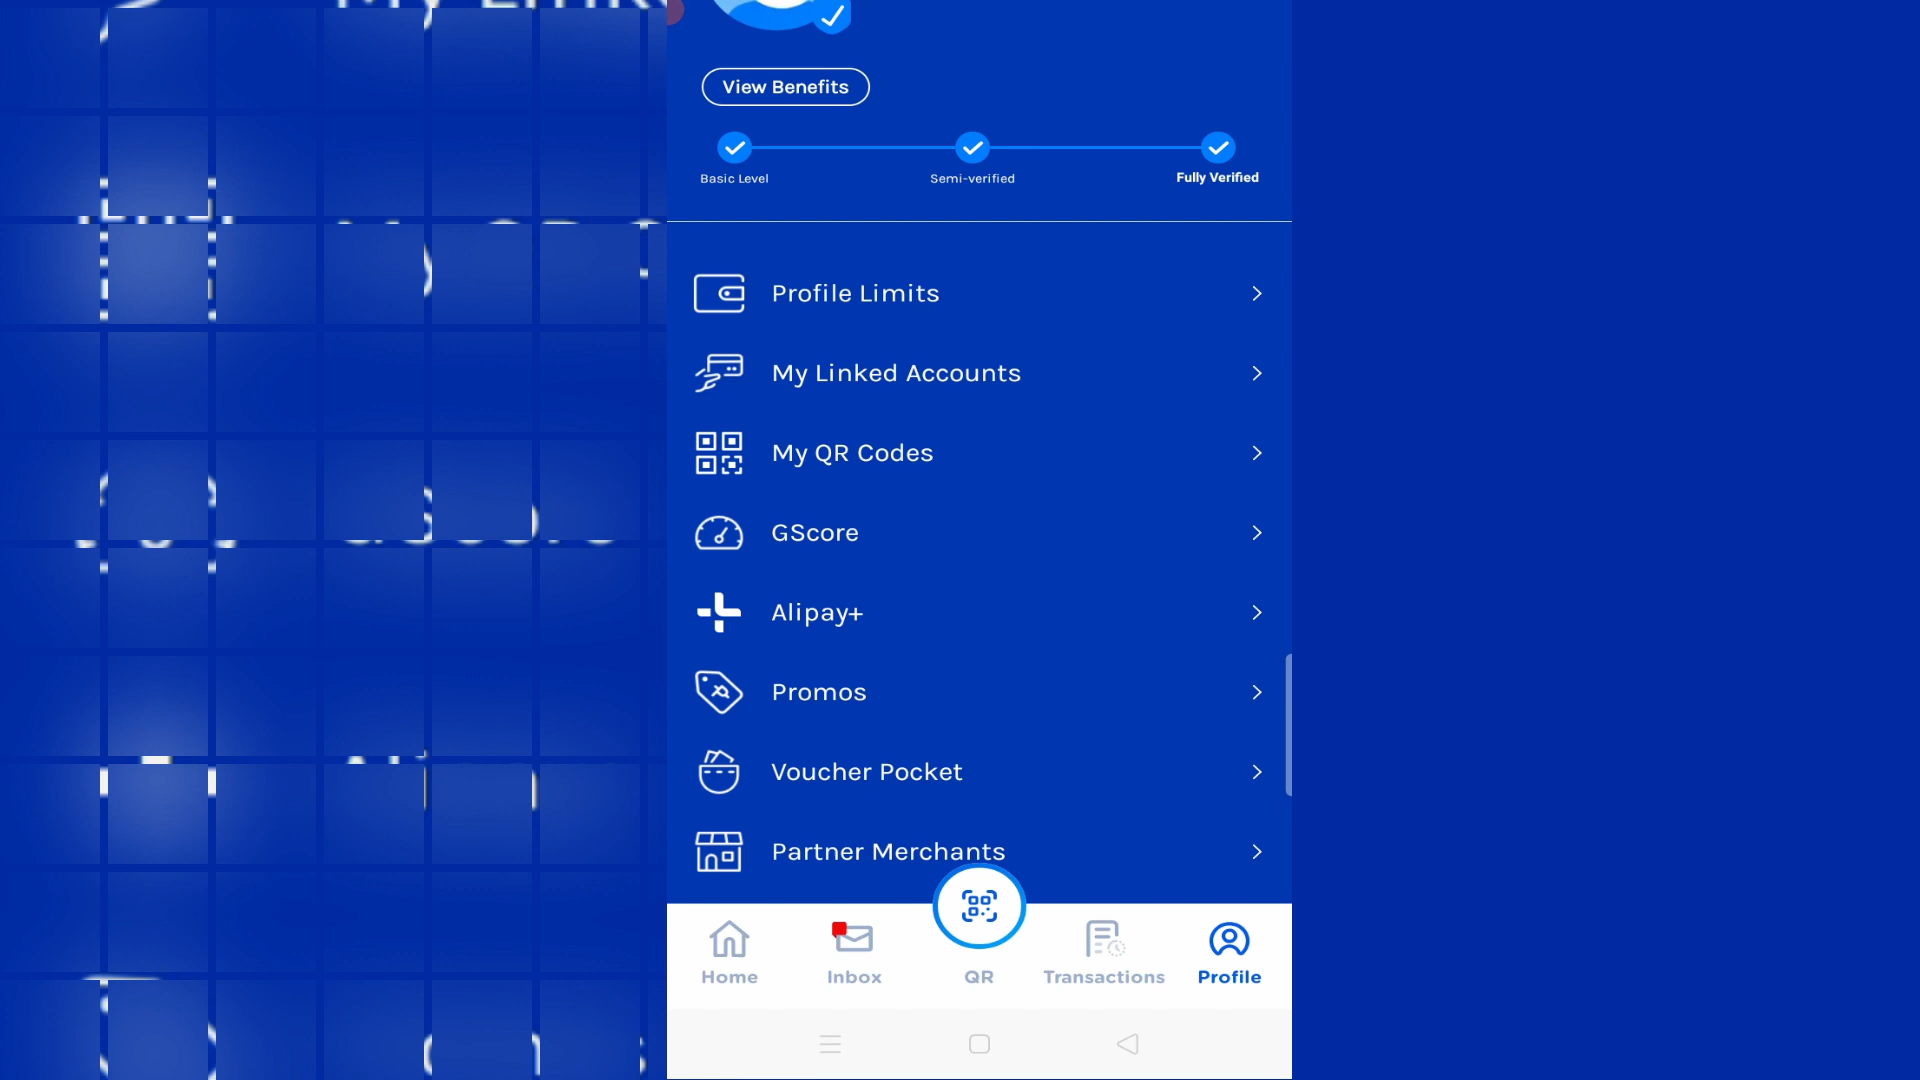 View Benefits
Basic Level
Semi-verified
Fully Verified
Profile Limits
My Linked Accounts
My QR Codes
GScore
Alipay+
Promos
Voucher Pocket
Partner Merchants
Home
Inbox
QR
Transactions
Profile